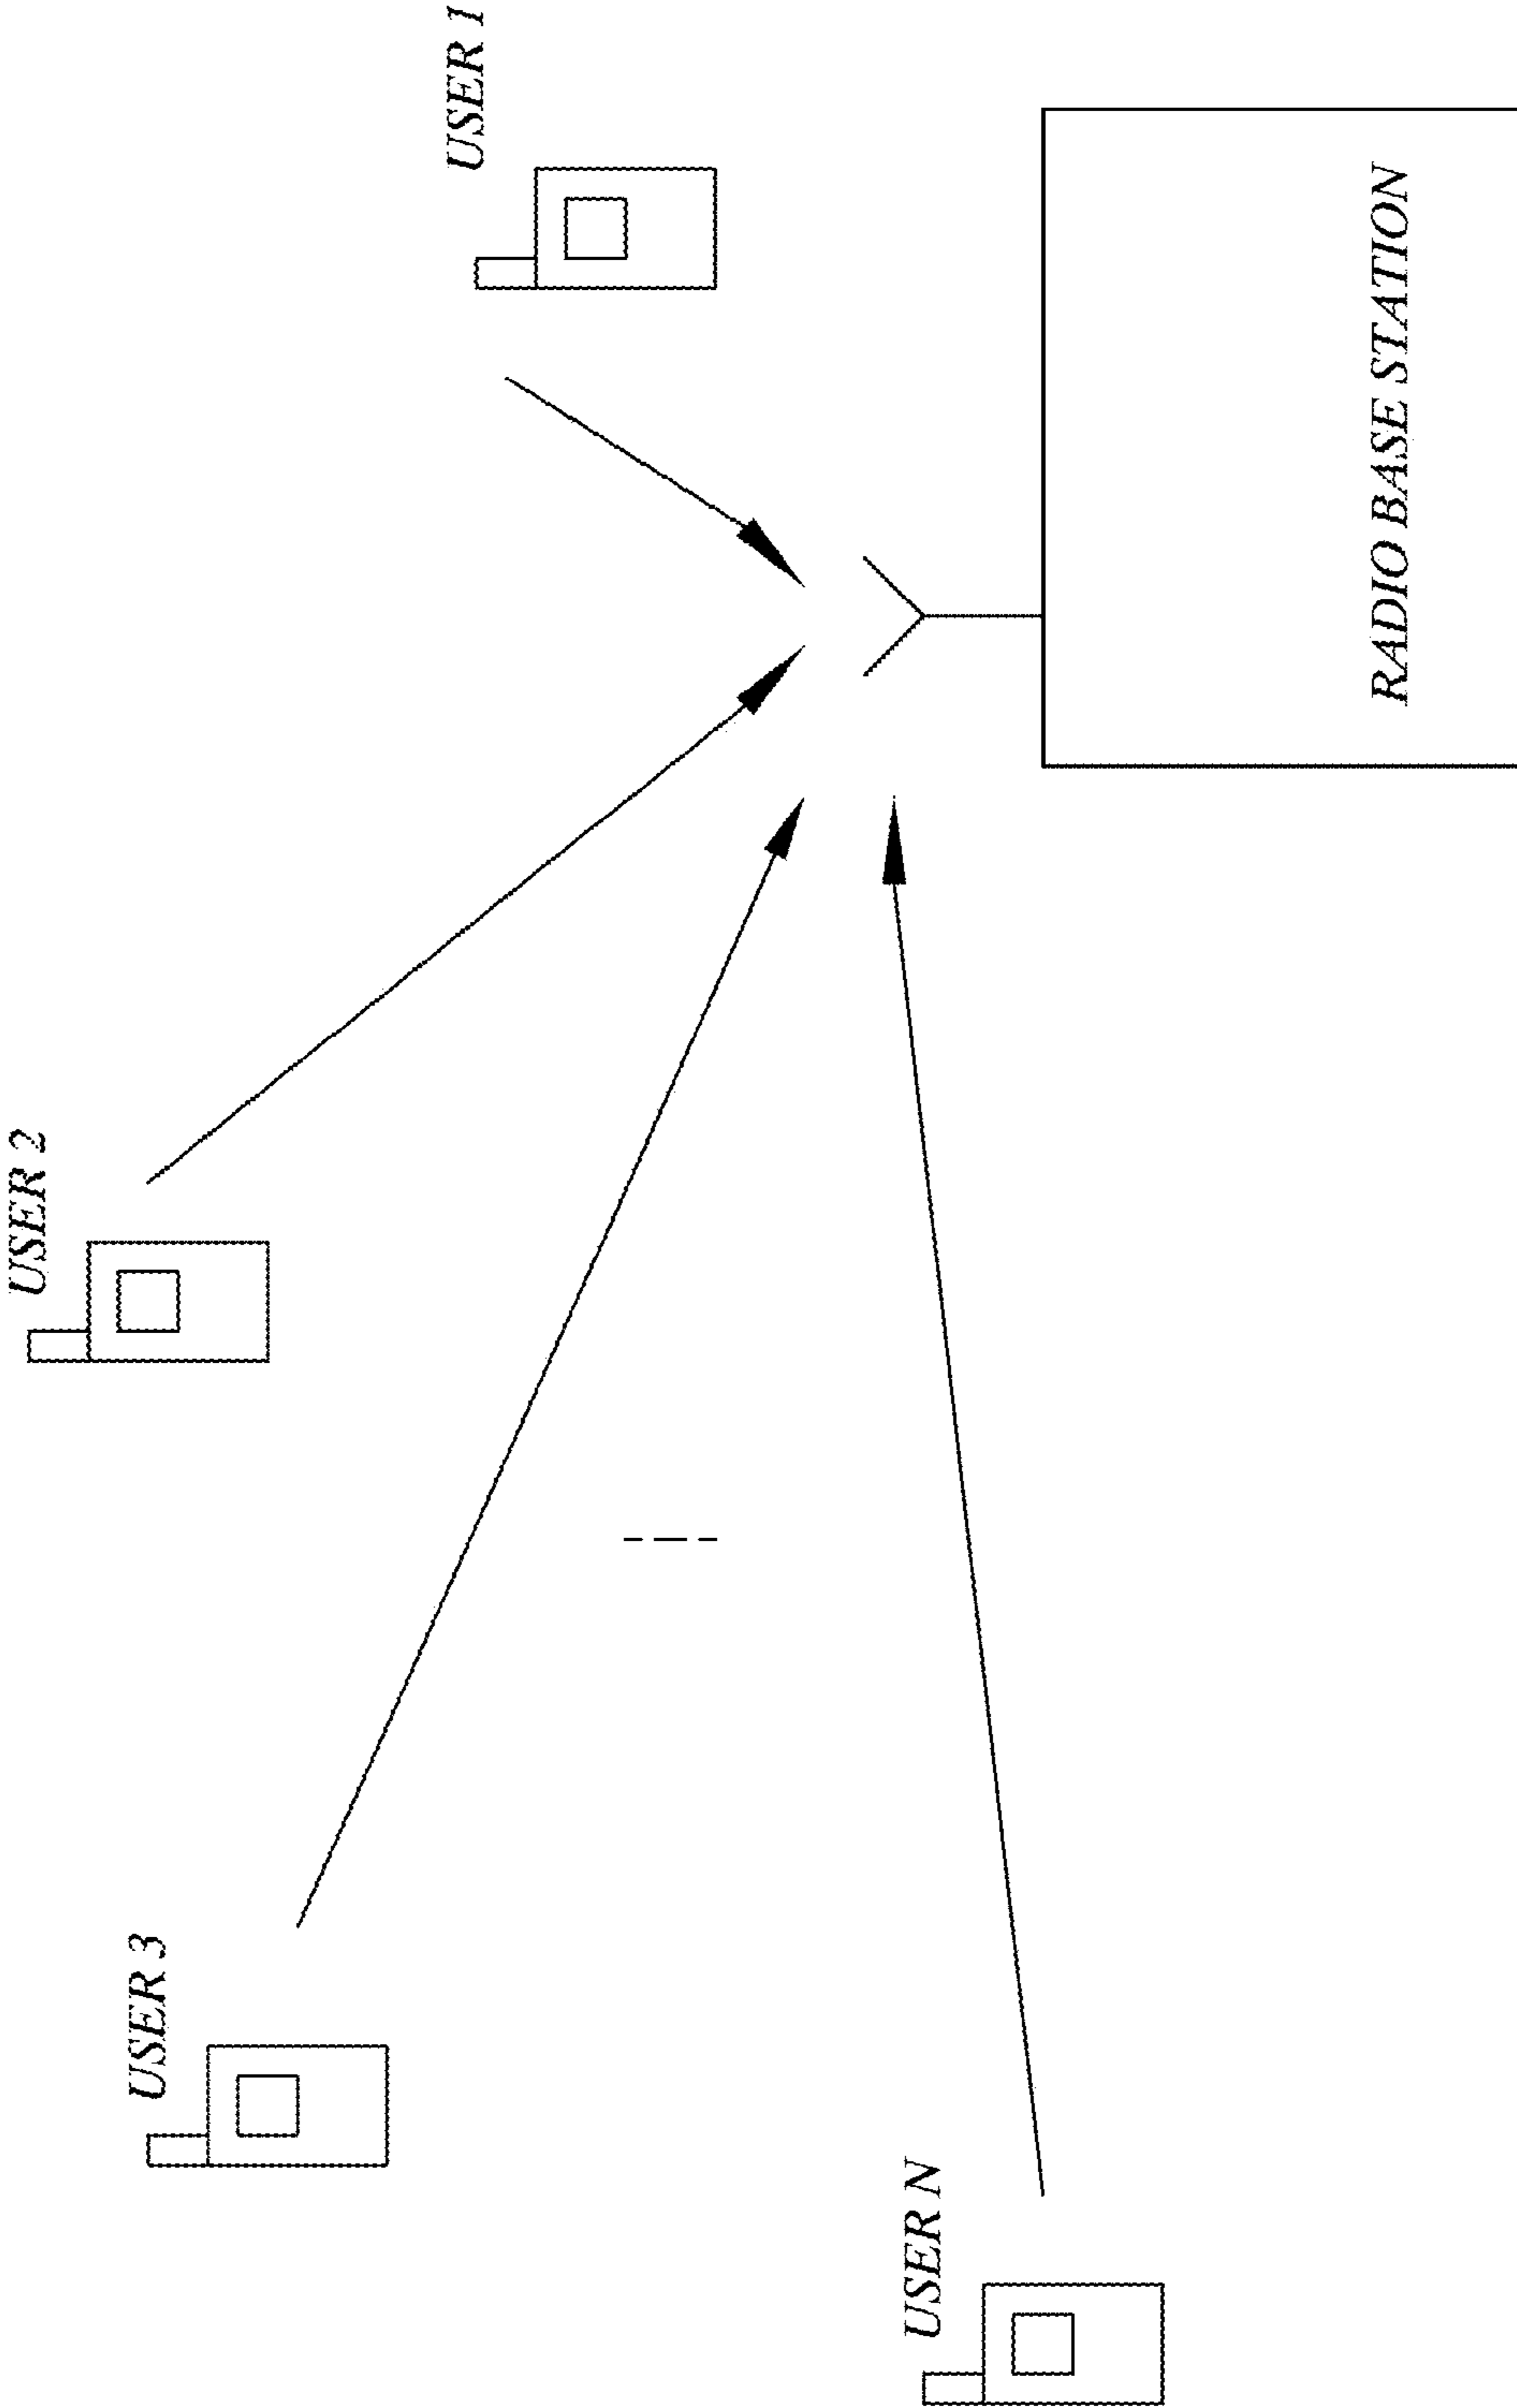 USER 1
USER 2
USER 3
USER N
RADIO BASE STATION